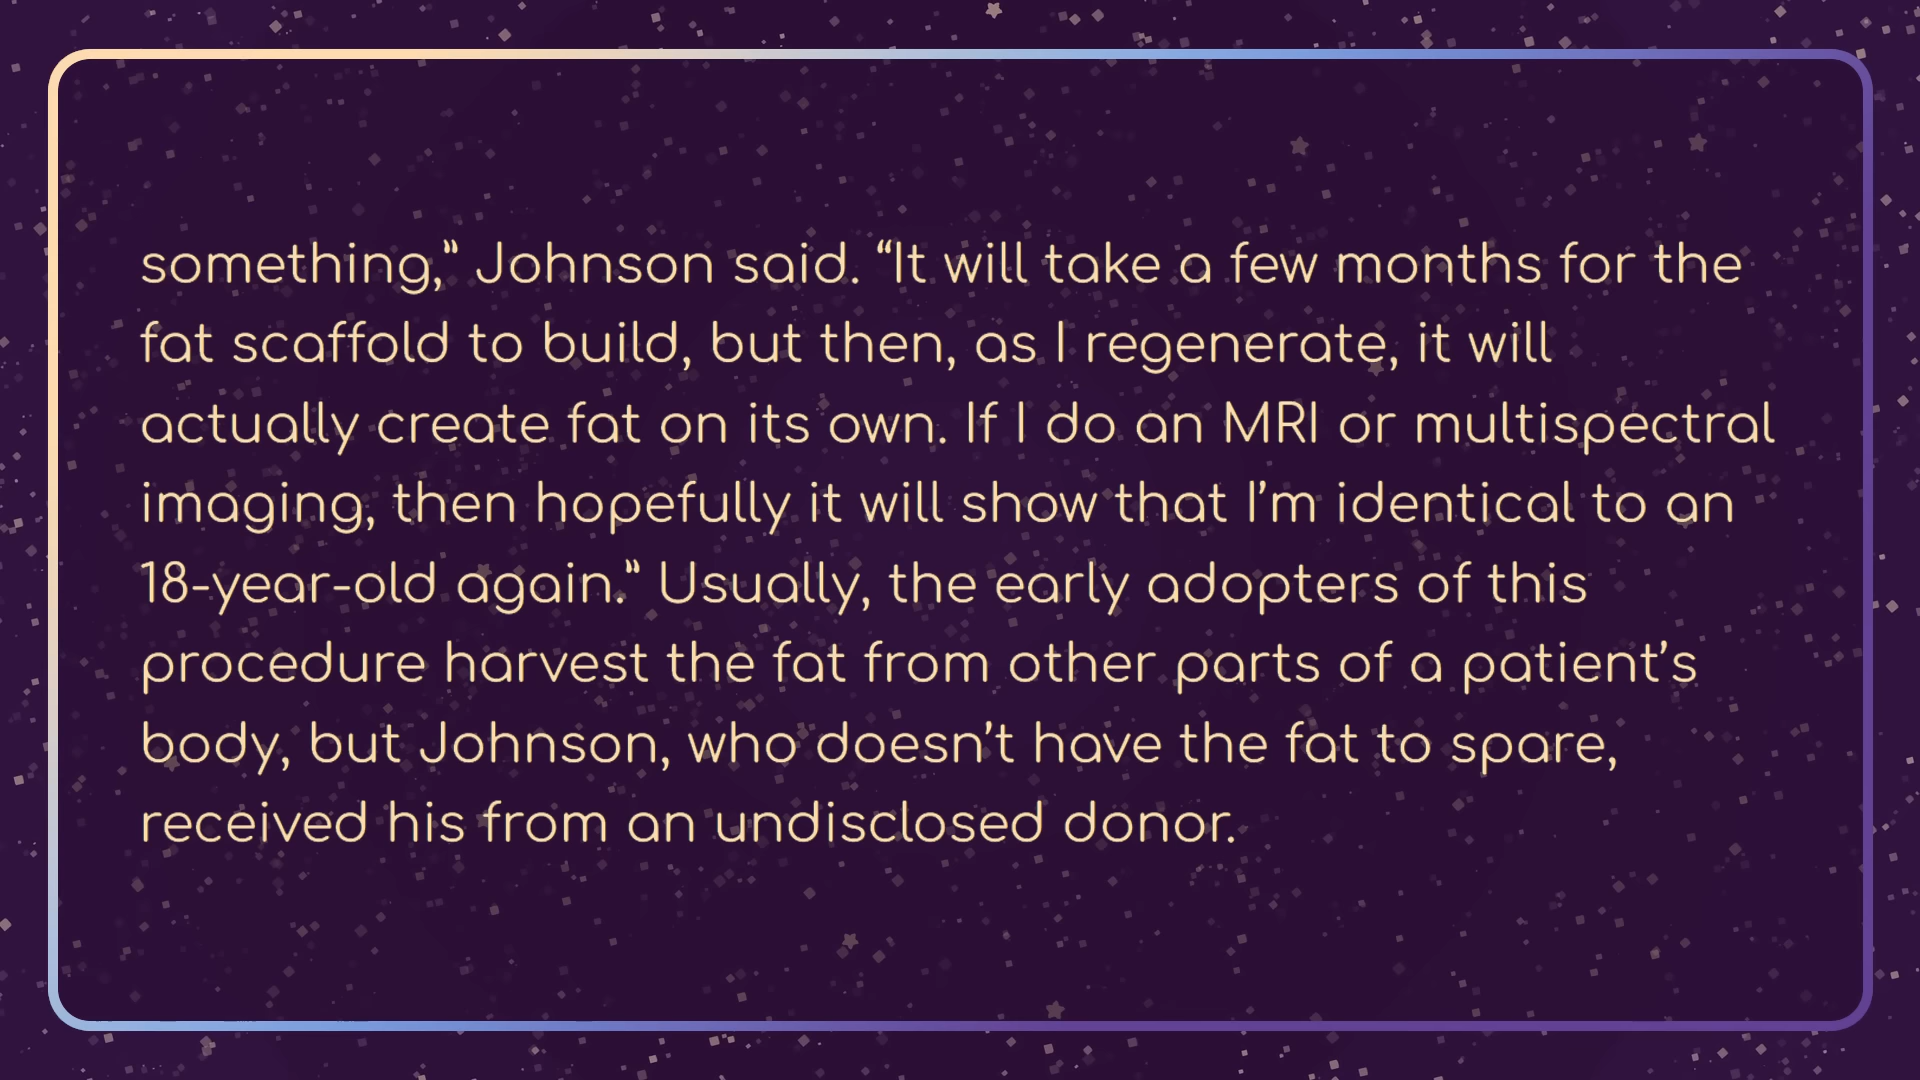 something,” Johnson said. “It will take a few months for the
fat scaffold to build, but then, as I regenerate, it will
actually create fat on its own. If I do an MRI or multispectral
imaging, then hopefully it will show that I’m identical to an
18-year-old again.” Usually, the early adopters of this
procedure harvest the fat from other parts of a patient’s
body, but Johnson, who doesn’t have the fat to spare,
received his from an undisclosed donor.